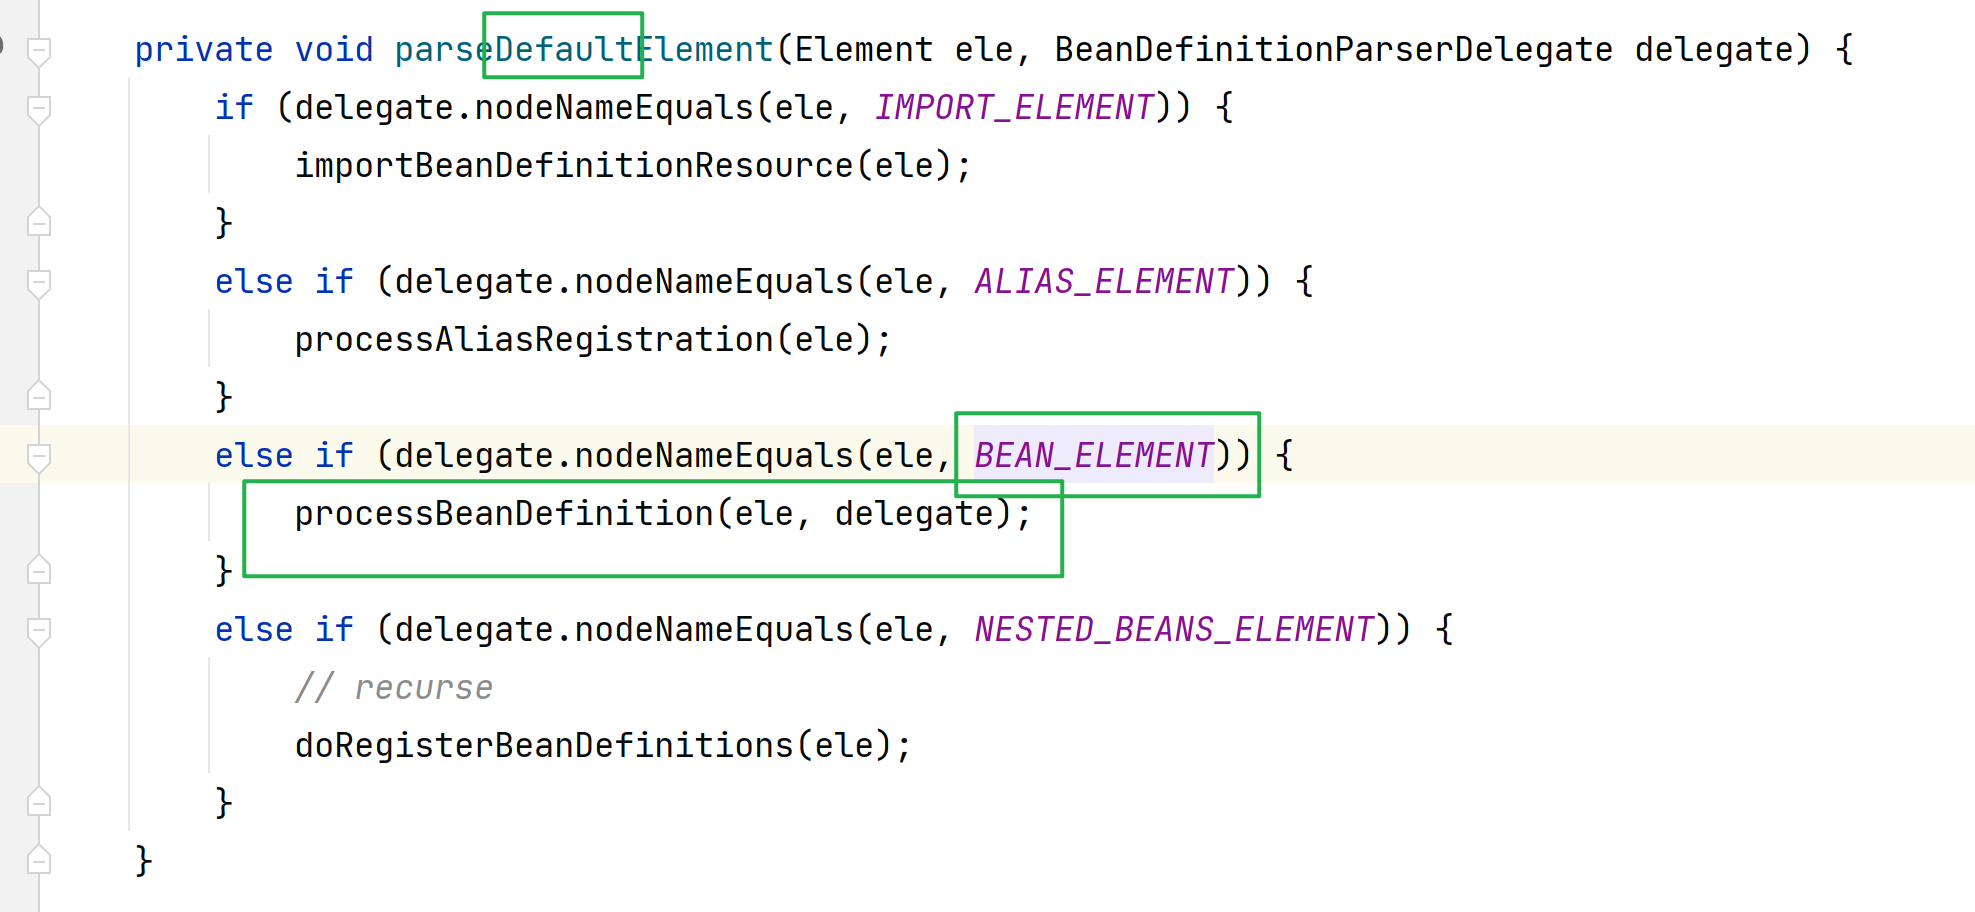 private void parseDefaultElement(Element ele, BeanDefinitionParserDelegate delegate) {
if (delegate.nodeNameEquals(ele, IMPORT_ELEMENT)) {
importBeanDefinitionResource(ele);
}
else if (delegate.nodeNameEquals(ele, ALIAS_ELEMENT)) {
processAliasRegistration(ele);
}
else if (delegate.nodeNameEquals(ele, BEAN_ELEMENT)) {
processBeanDefinition(ele, delegate);
}
else if (delegate.nodeNameEquals(ele, NESTED_BEANS_ELEMENT)) {
// recurse
doRegisterBeanDefinitions(ele);
}
}